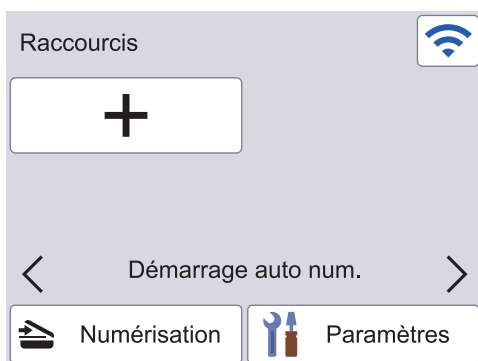 Raccourcis
Démarrage auto num.
Numérisation
Paramètres